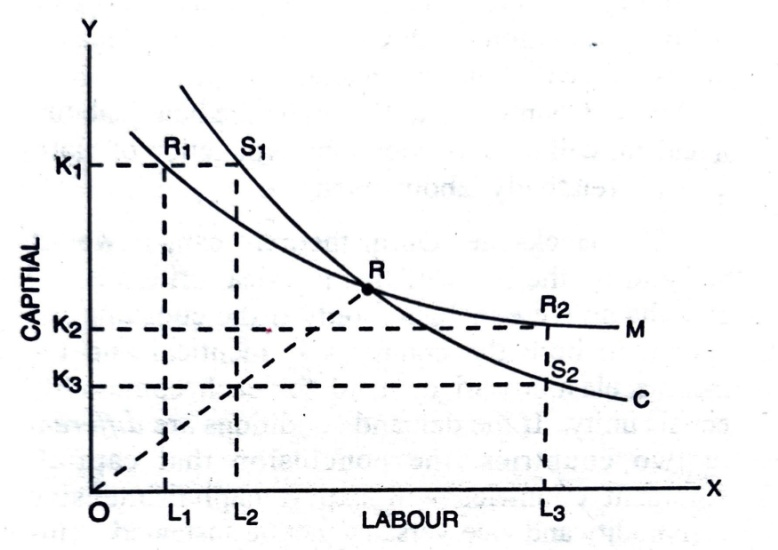 Y
R1 S1
K1
CAPITIAL
R
R2
K2
M
S2
K3
C
O
L1 L2 LABOUR L3
X